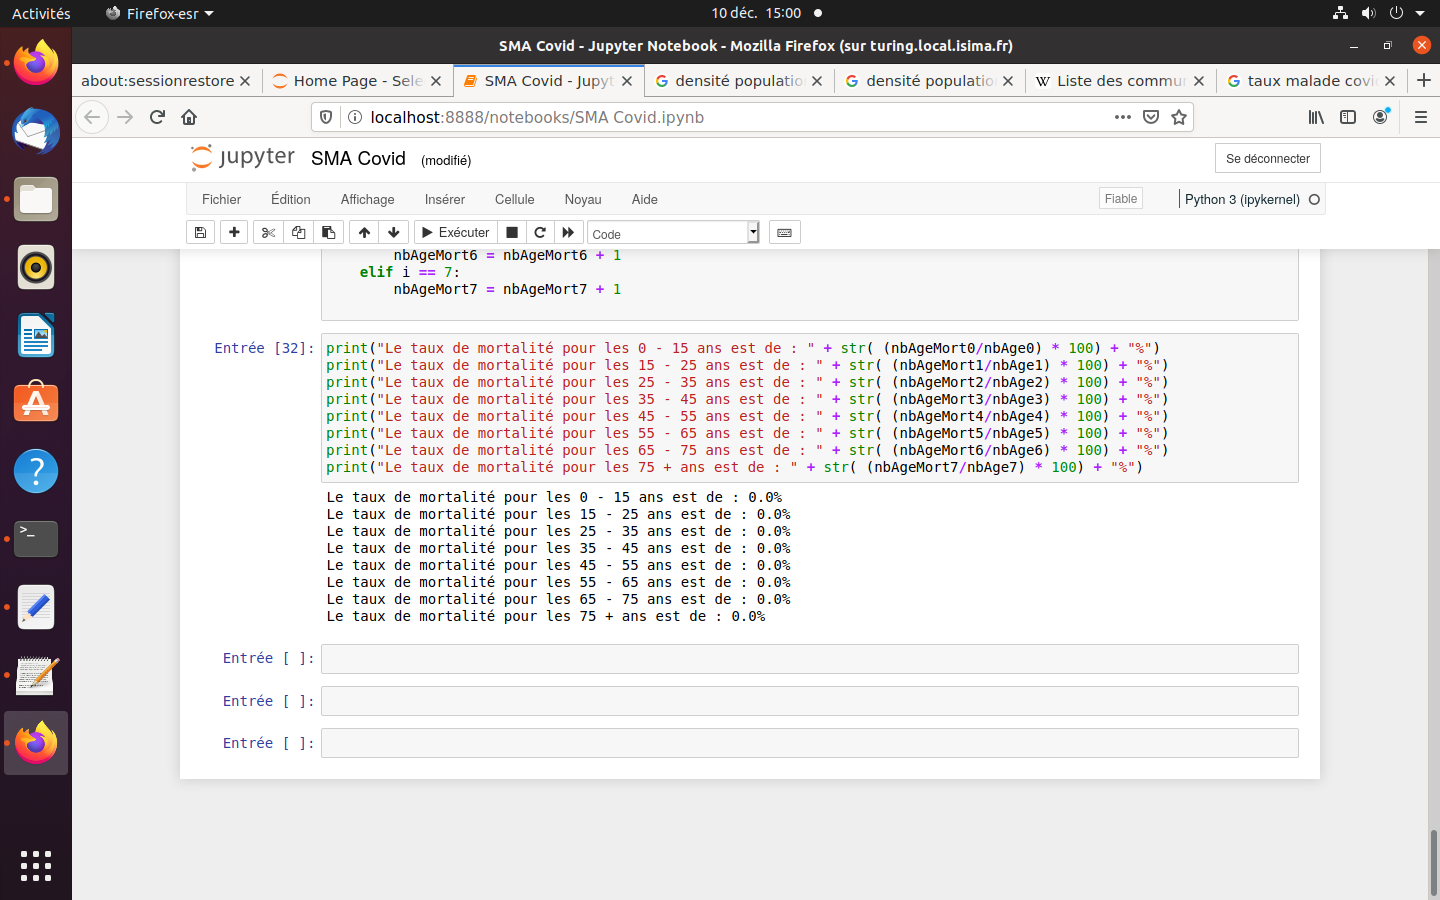 Activités
Firefox-esr
10 déc. 15:00
SMA Covid - Jupyter Notebook - Mozilla Firefox (sur turing.local.isima.fr)
about:sessionrestore
Home Page - Sele
SMA Covid - Jupyt
densité populatio
densité populatio
Liste des commun
taux malade covid
localhost:8888/notebooks/SMA Covid.ipynb
jupyter SMA Covid (modifié)
Se déconnecter
Fichier Édition Affichage Insérer Cellule Noyau Aide
Fiable
Python 3 (ipykernel)
Exécuter
Code
nbAgeMort6 = nbAgeMort6 + 1
elif i == 7:
nbAgeMort7 = nbAgeMort7 + 1
Entrée [32]:
print("Le taux de mortalité pour les 0 - 15 ans est de : " + str( (nbAgeMort0/nbAge0) * 100) + "%")
print("Le taux de mortalité pour les 15 - 25 ans est de : " + str( (nbAgeMort1/nbAge1) * 100) + "%")
print("Le taux de mortalité pour les 25 - 35 ans est de : " + str( (nbAgeMort2/nbAge2) * 100) + "%")
print("Le taux de mortalité pour les 35 - 45 ans est de : " + str( (nbAgeMort3/nbAge3) * 100) + "%")
print("Le taux de mortalité pour les 45 - 55 ans est de : " + str( (nbAgeMort4/nbAge4) * 100) + "%")
print("Le taux de mortalité pour les 55 - 65 ans est de : " + str( (nbAgeMort5/nbAge5) * 100) + "%")
print("Le taux de mortalité pour les 65 - 75 ans est de : " + str( (nbAgeMort6/nbAge6) * 100) + "%")
print("Le taux de mortalité pour les 75 + ans est de : " + str( (nbAgeMort7/nbAge7) * 100) + "%")
Le taux de mortalité pour les 0 - 15 ans est de : 0.0%
Le taux de mortalité pour les 15 - 25 ans est de : 0.0%
Le taux de mortalité pour les 25 - 35 ans est de : 0.0%
Le taux de mortalité pour les 35 - 45 ans est de : 0.0%
Le taux de mortalité pour les 45 - 55 ans est de : 0.0%
Le taux de mortalité pour les 55 - 65 ans est de : 0.0%
Le taux de mortalité pour les 65 - 75 ans est de : 0.0%
Le taux de mortalité pour les 75 + ans est de : 0.0%
Entrée [ ]:
Entrée [ ]:
Entrée [ ]: